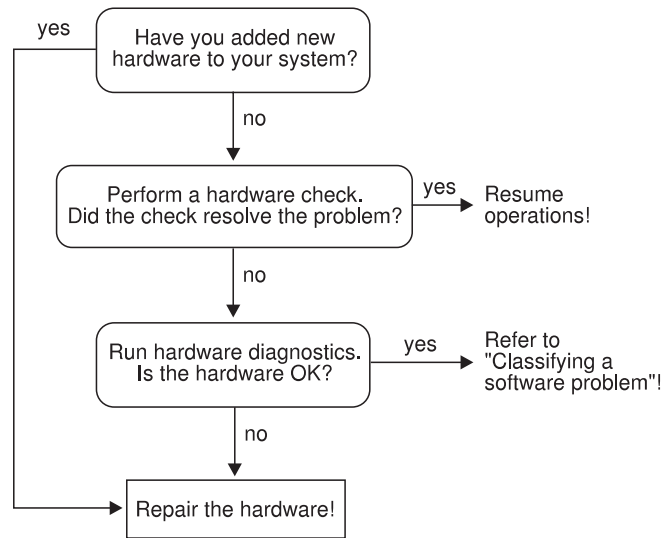 yes
Have you added new
hardware to your system?
no
Perform a hardware check.
Did the check resolve the problem?
yes
Resume
operations!
no
Run hardware diagnostics.
Is the hardware OK?
yes
Refer to
"Classifying a
software problem"!
no
Repair the hardware!